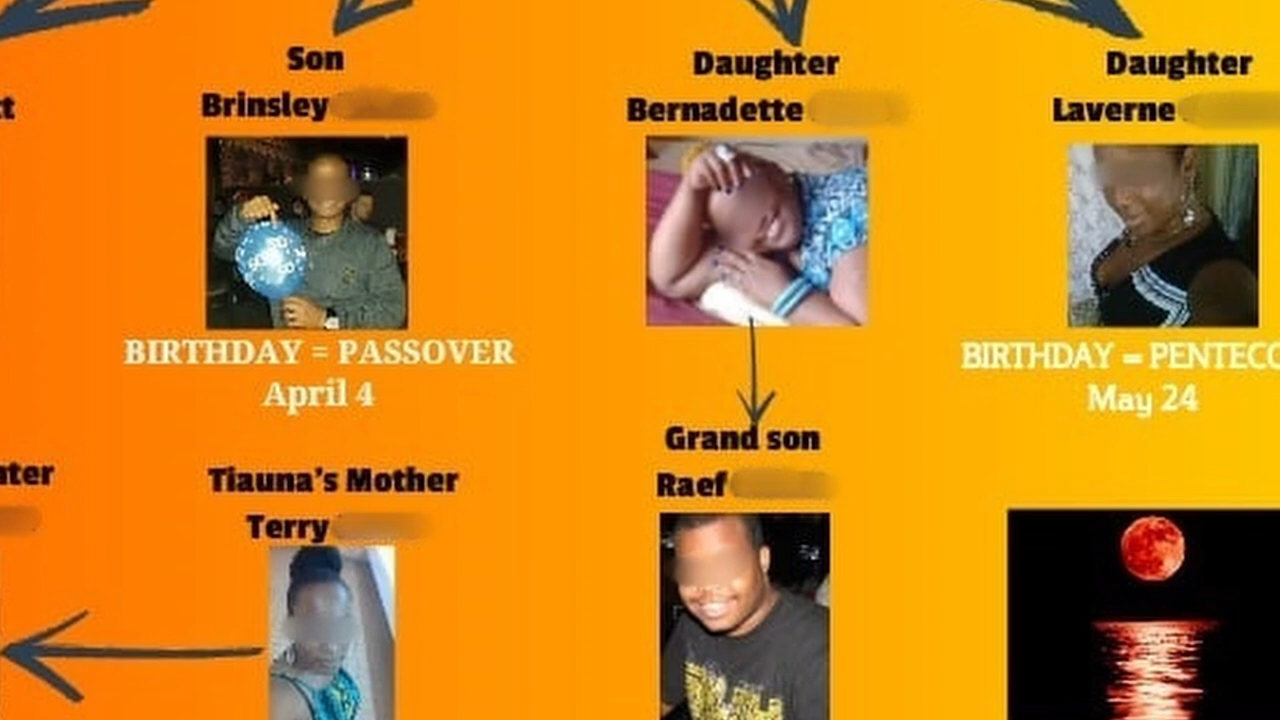 Son
Brinsley
BIRTHDAY = PASSOVER
April 4
Daughter
Bernadette
Grand son
Raef
Daughter
Laverne
BIRTHDAY = PENTECO
May 24
Tiauna's Mother
Terry